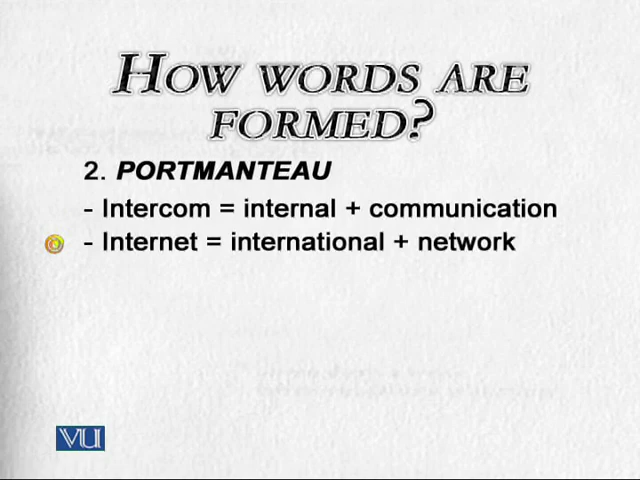 HOW WORDS ARE
FORMED?
2. PORTMANTEAU
- Intercom = internal + communication
- Internet = international + network
VU